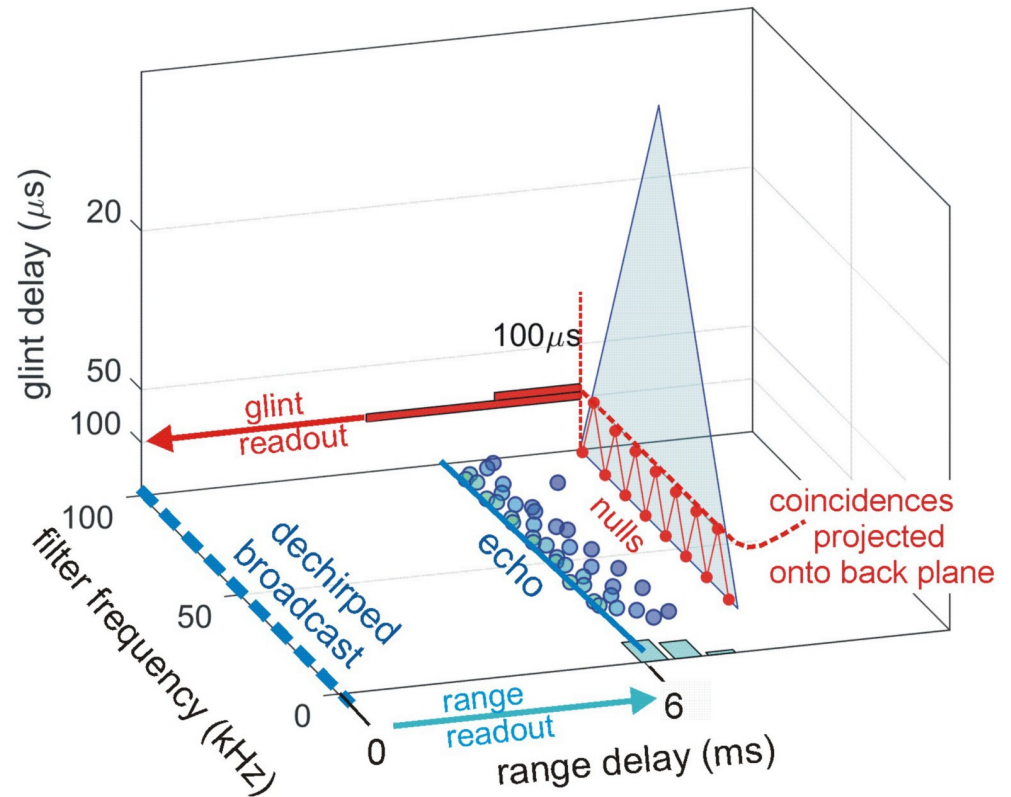 glint delay (μs)
20
50
100
100μs
glint
readout
100
50
0
filter frequency (kHz)
dechirped
broadcast
echo
nulls
coincidences
projected
onto back plane
range
readout
0
6
range delay (ms)